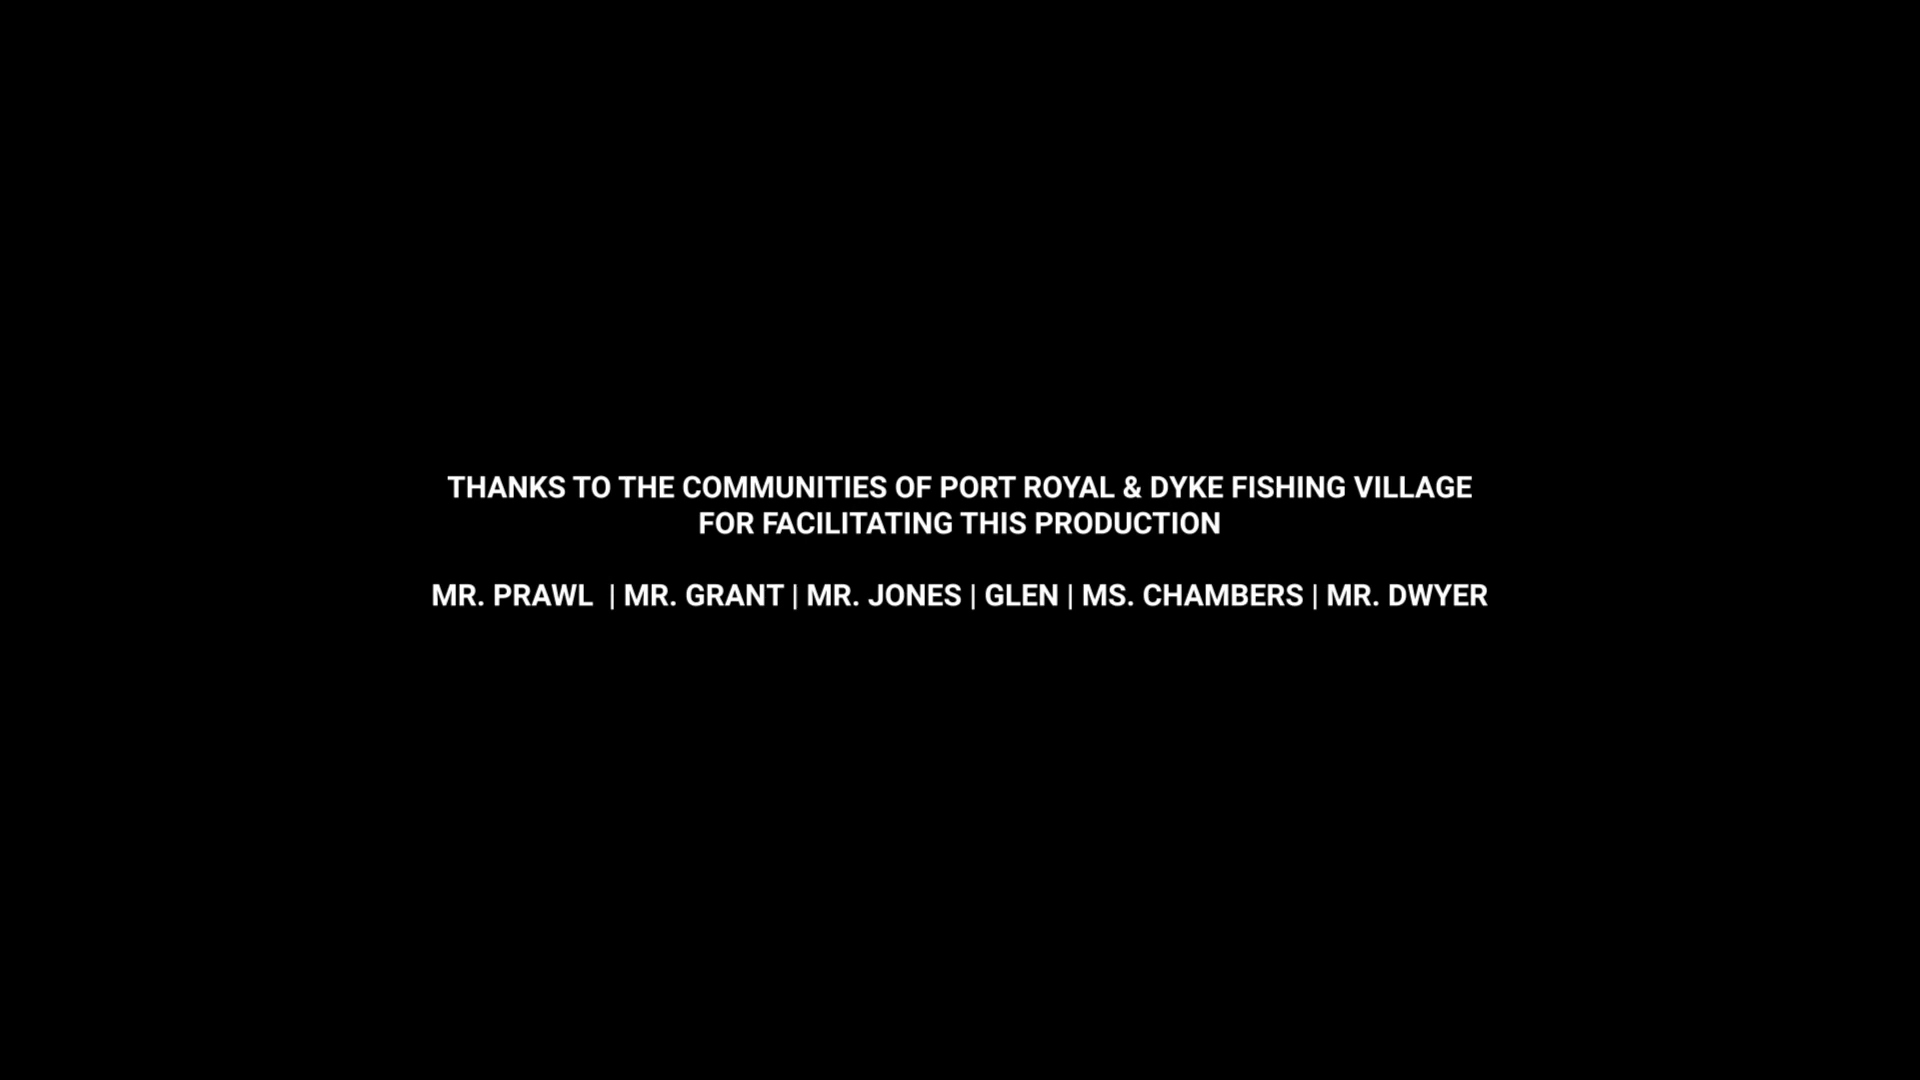 THANKS TO THE COMMUNITIES OF PORT ROYAL & DYKE FISHING VILLAGE
FOR FACILITATING THIS PRODUCTION
MR. PRAWL | MR. GRANT | MR. JONES | GLEN | MS. CHAMBERS | MR. DWYER